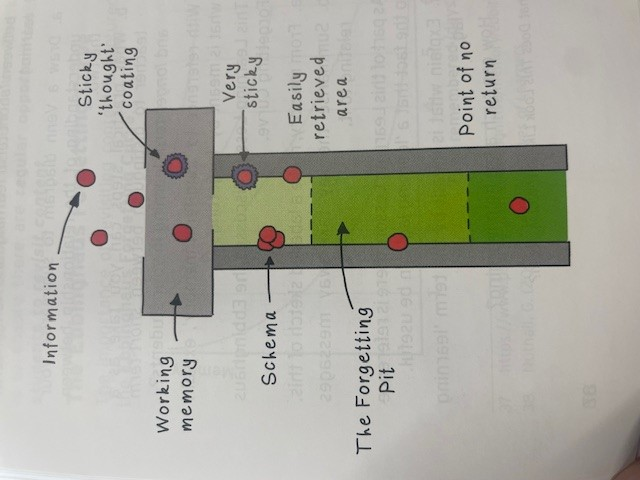 Information
Sticky
'thought'
coating
Working
memory
Very
sticky
Schema
Easily
retrieved
area
The Forgetting
Pit
Point of no
return